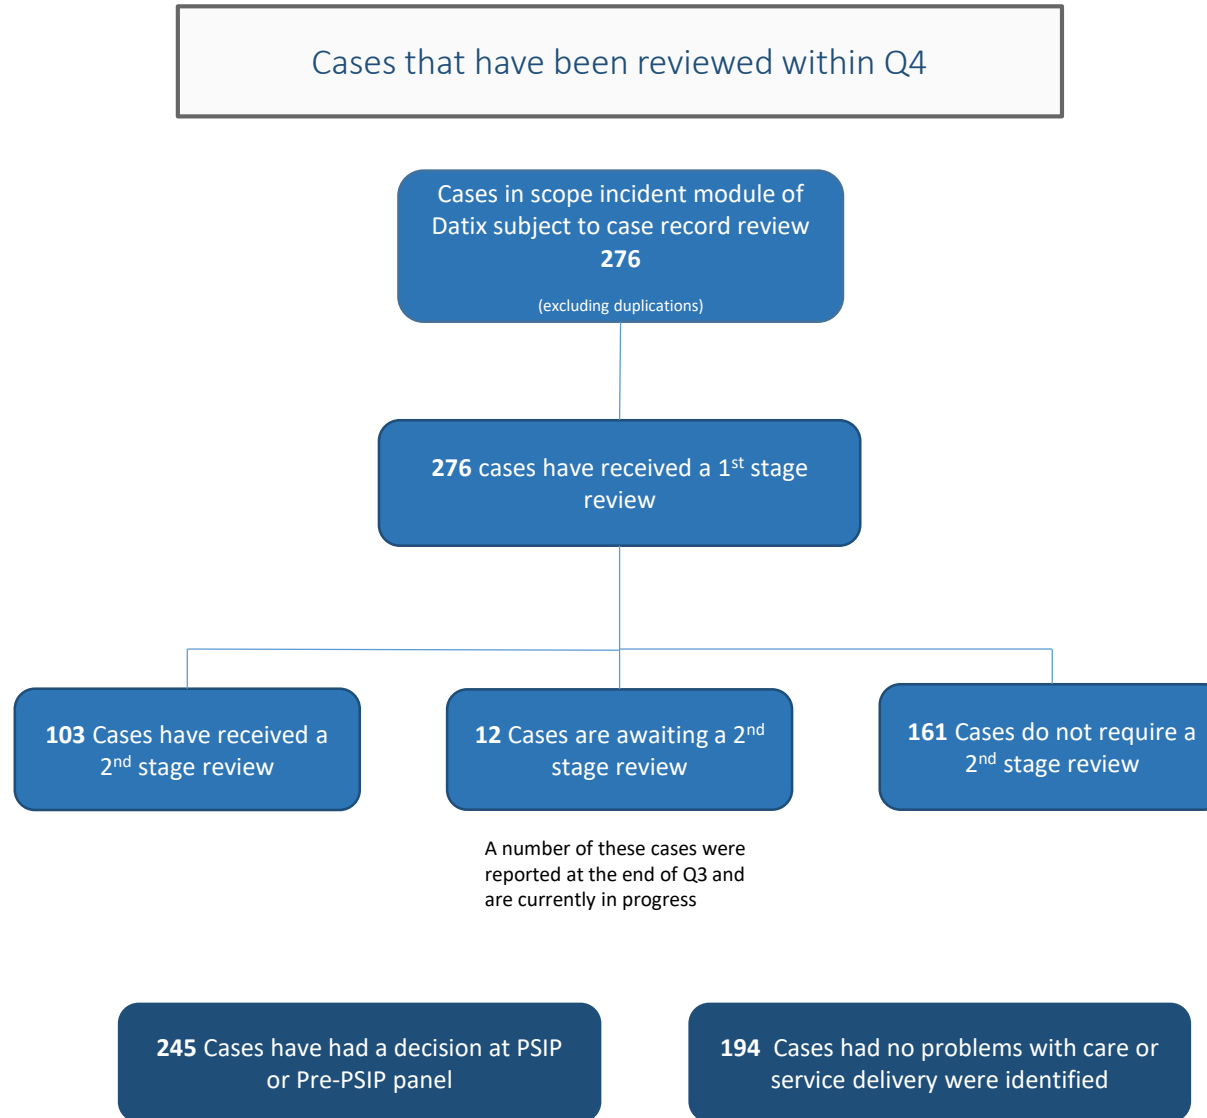 Cases that have been reviewed within Q4
Cases in scope incident module of
Datix subject to case record review
276
(excluding duplications)
276 cases have received a 1st stage
review
103 Cases have received a
2nd stage review
12 Cases are awaiting a 2nd
stage review
161 Cases do not require a
2nd stage review
A number of these cases were
reported at the end of Q3 and
are currently in progress
245 Cases have had a decision at PSIP
or Pre-PSIP panel
194 Cases had no problems with care or
service delivery were identified